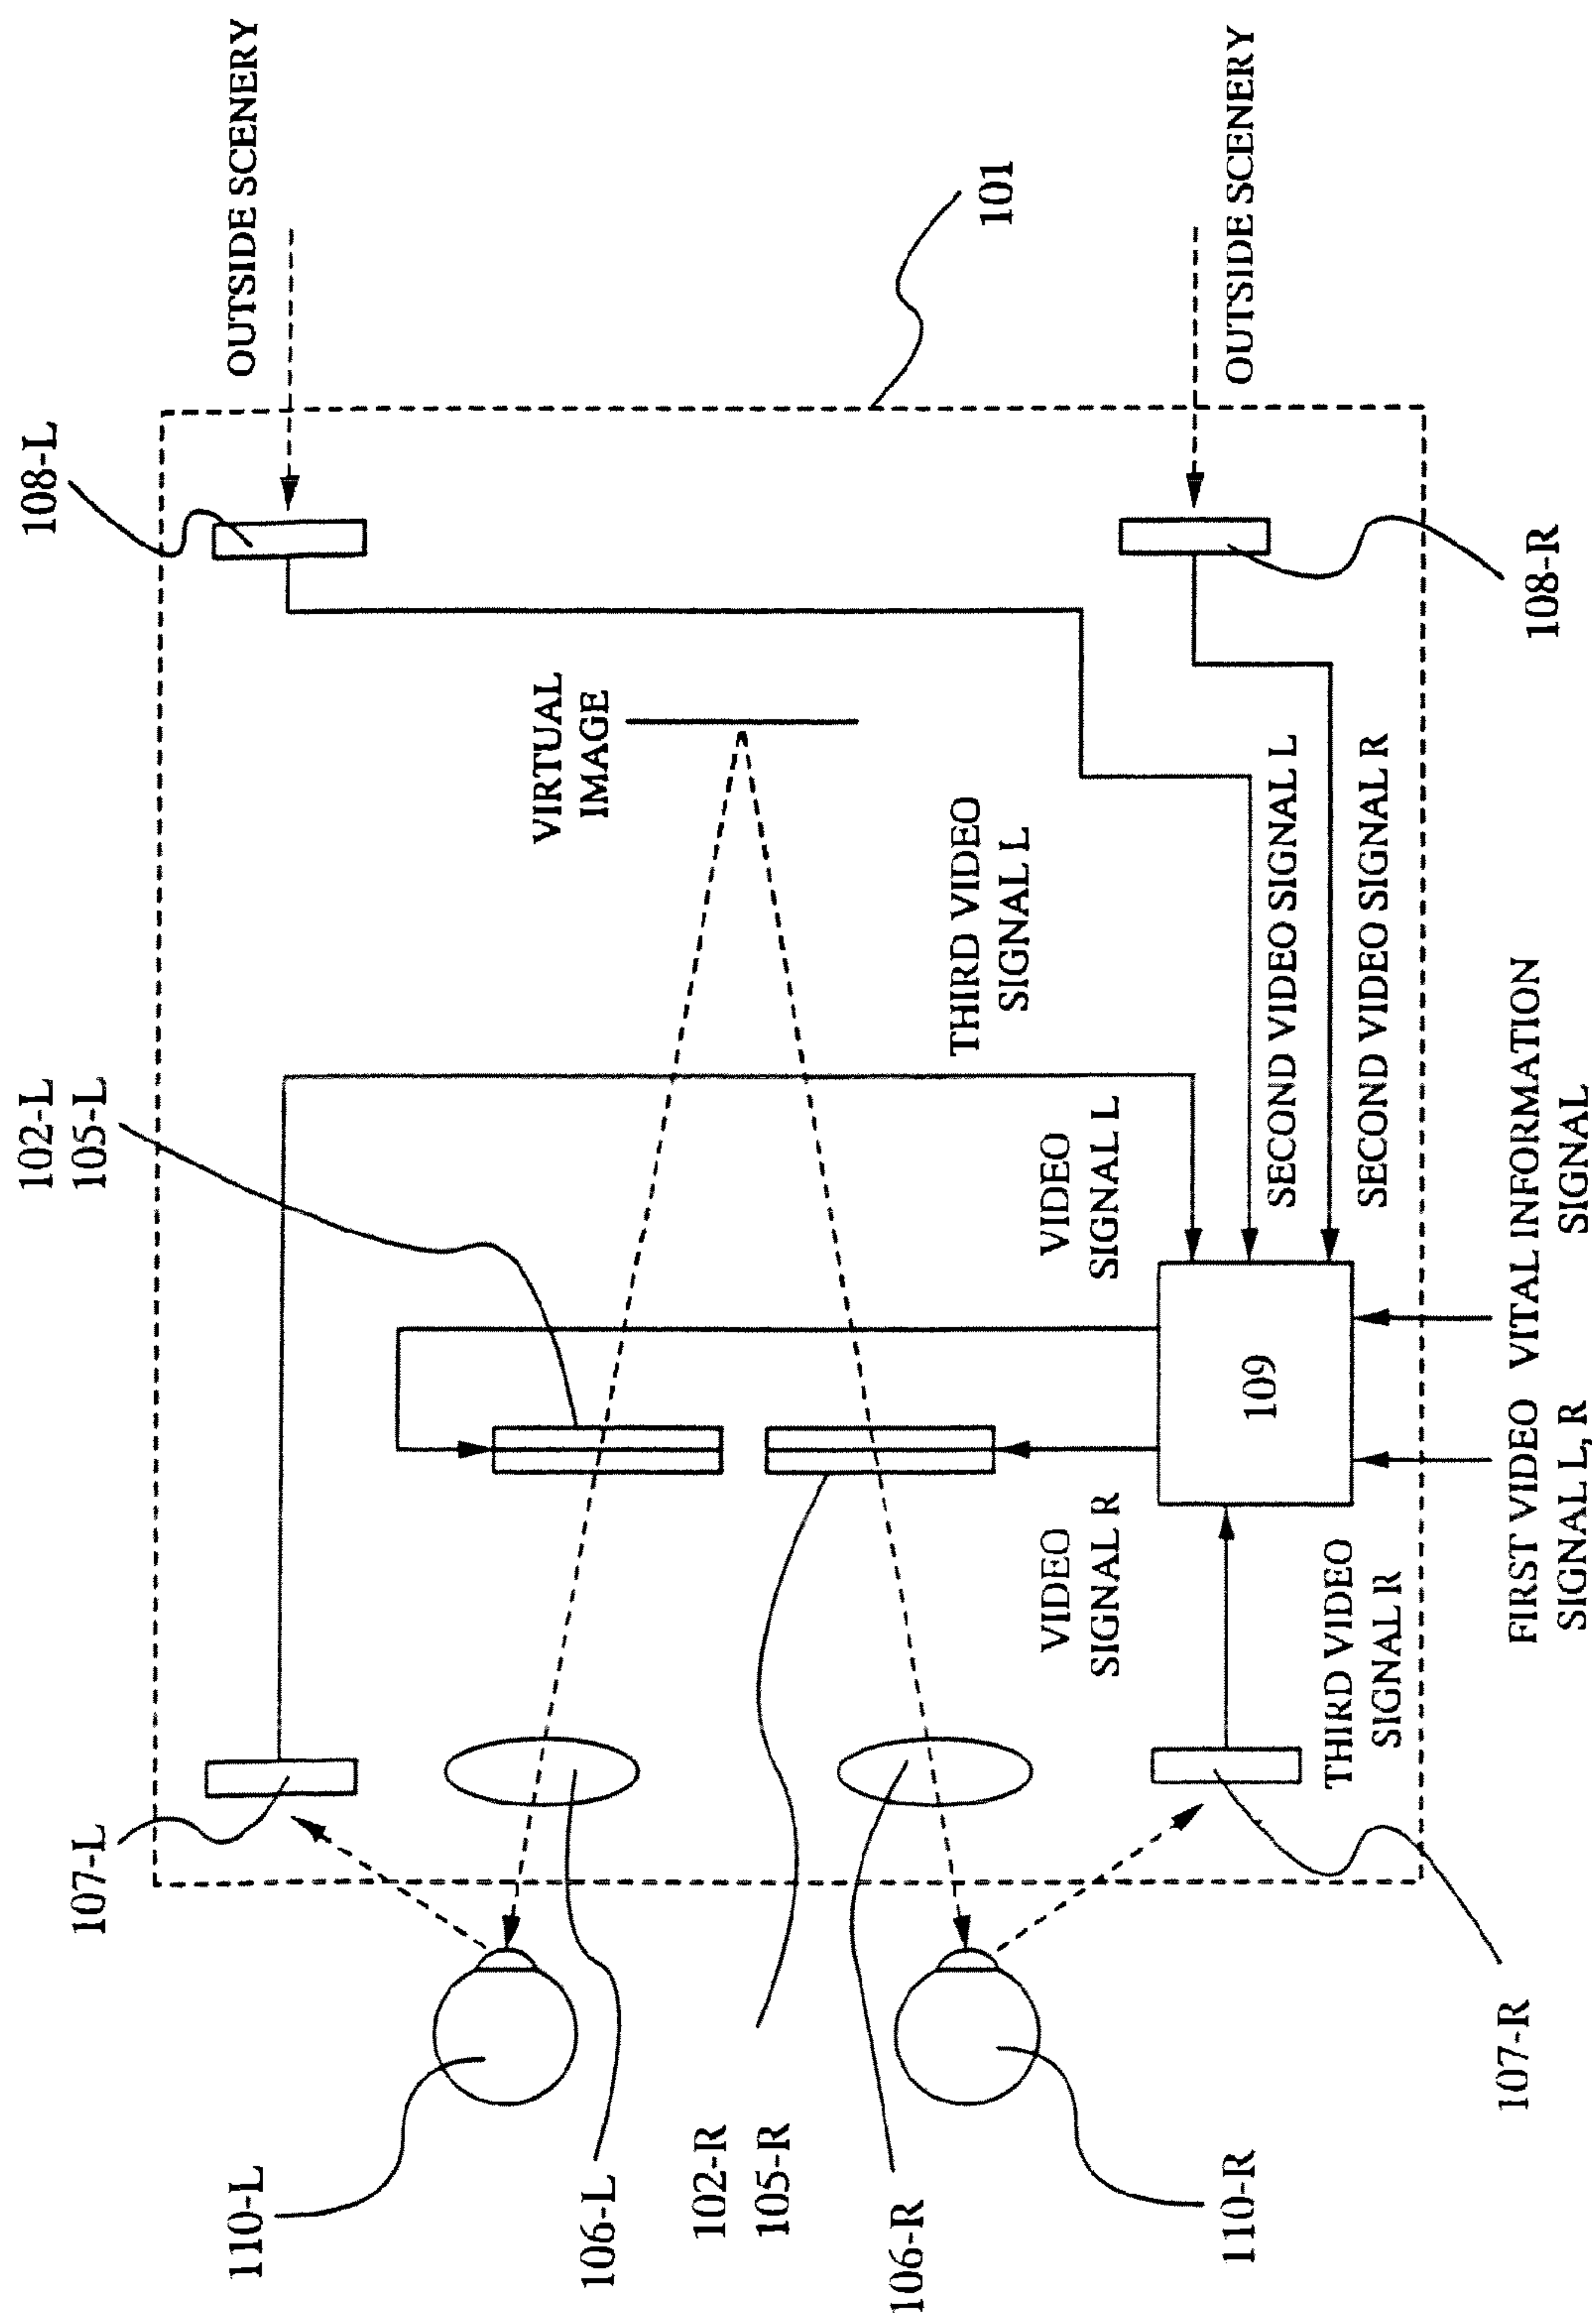 OUTSIDE SCENERY
OUTSIDE SCENERY
101
108-L
108-R
VIRTUAL
IMAGE
THIRD VIDEO
SIGNAL L
SECOND VIDEO SIGNAL L
SECOND VIDEO SIGNAL R
102-L
105-L
VIDEO
SIGNAL L
109
VITAL INFORMATION
SIGNAL
FIRST VIDEO
SIGNAL L, R
VIDEO
SIGNAL R
THIRD VIDEO
SIGNAL R
107-L
107-R
110-L
106-L
102-R
105-R
106-R
110-R